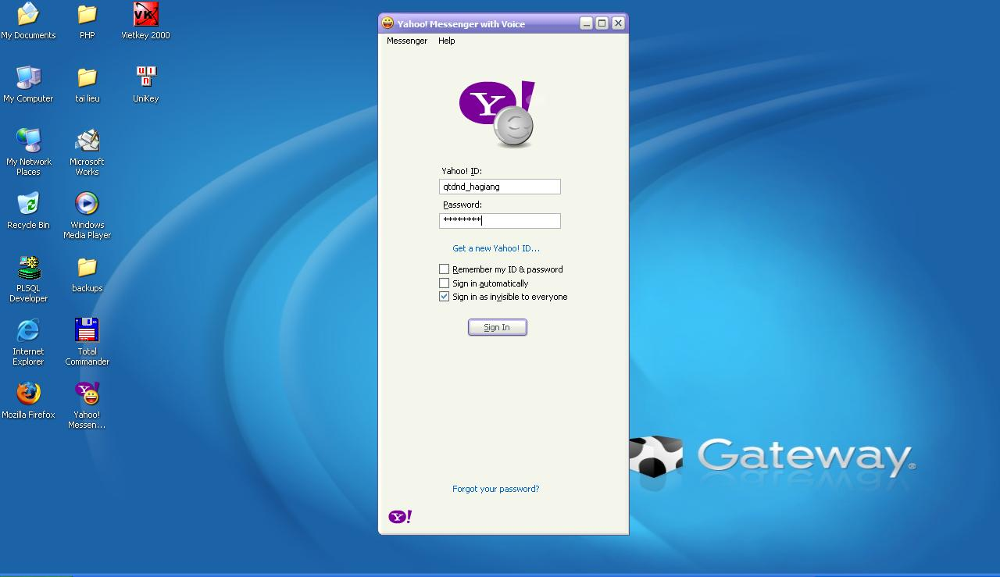 My Documents
PHP
Vietkey 2000
My Computer
tai lieu
UniKey
My Network
Places
Microsoft
Works
Recycle Bin
Windows
Media Player
PLSQL
Developer
backups
Internet
Explorer
Total
Commander
Mozilla Firefox
Yahoo!
Messen...
Yahoo! Messenger with Voice
Messenger Help
Y!
Yahoo! ID:
qtdnd_hagiang
Password:
********
Get a new Yahoo! ID...
Remember my ID & password
Sign in automatically
Sign in as invisible to everyone
Sign In
Forgot your password?
Y!
Gateway®